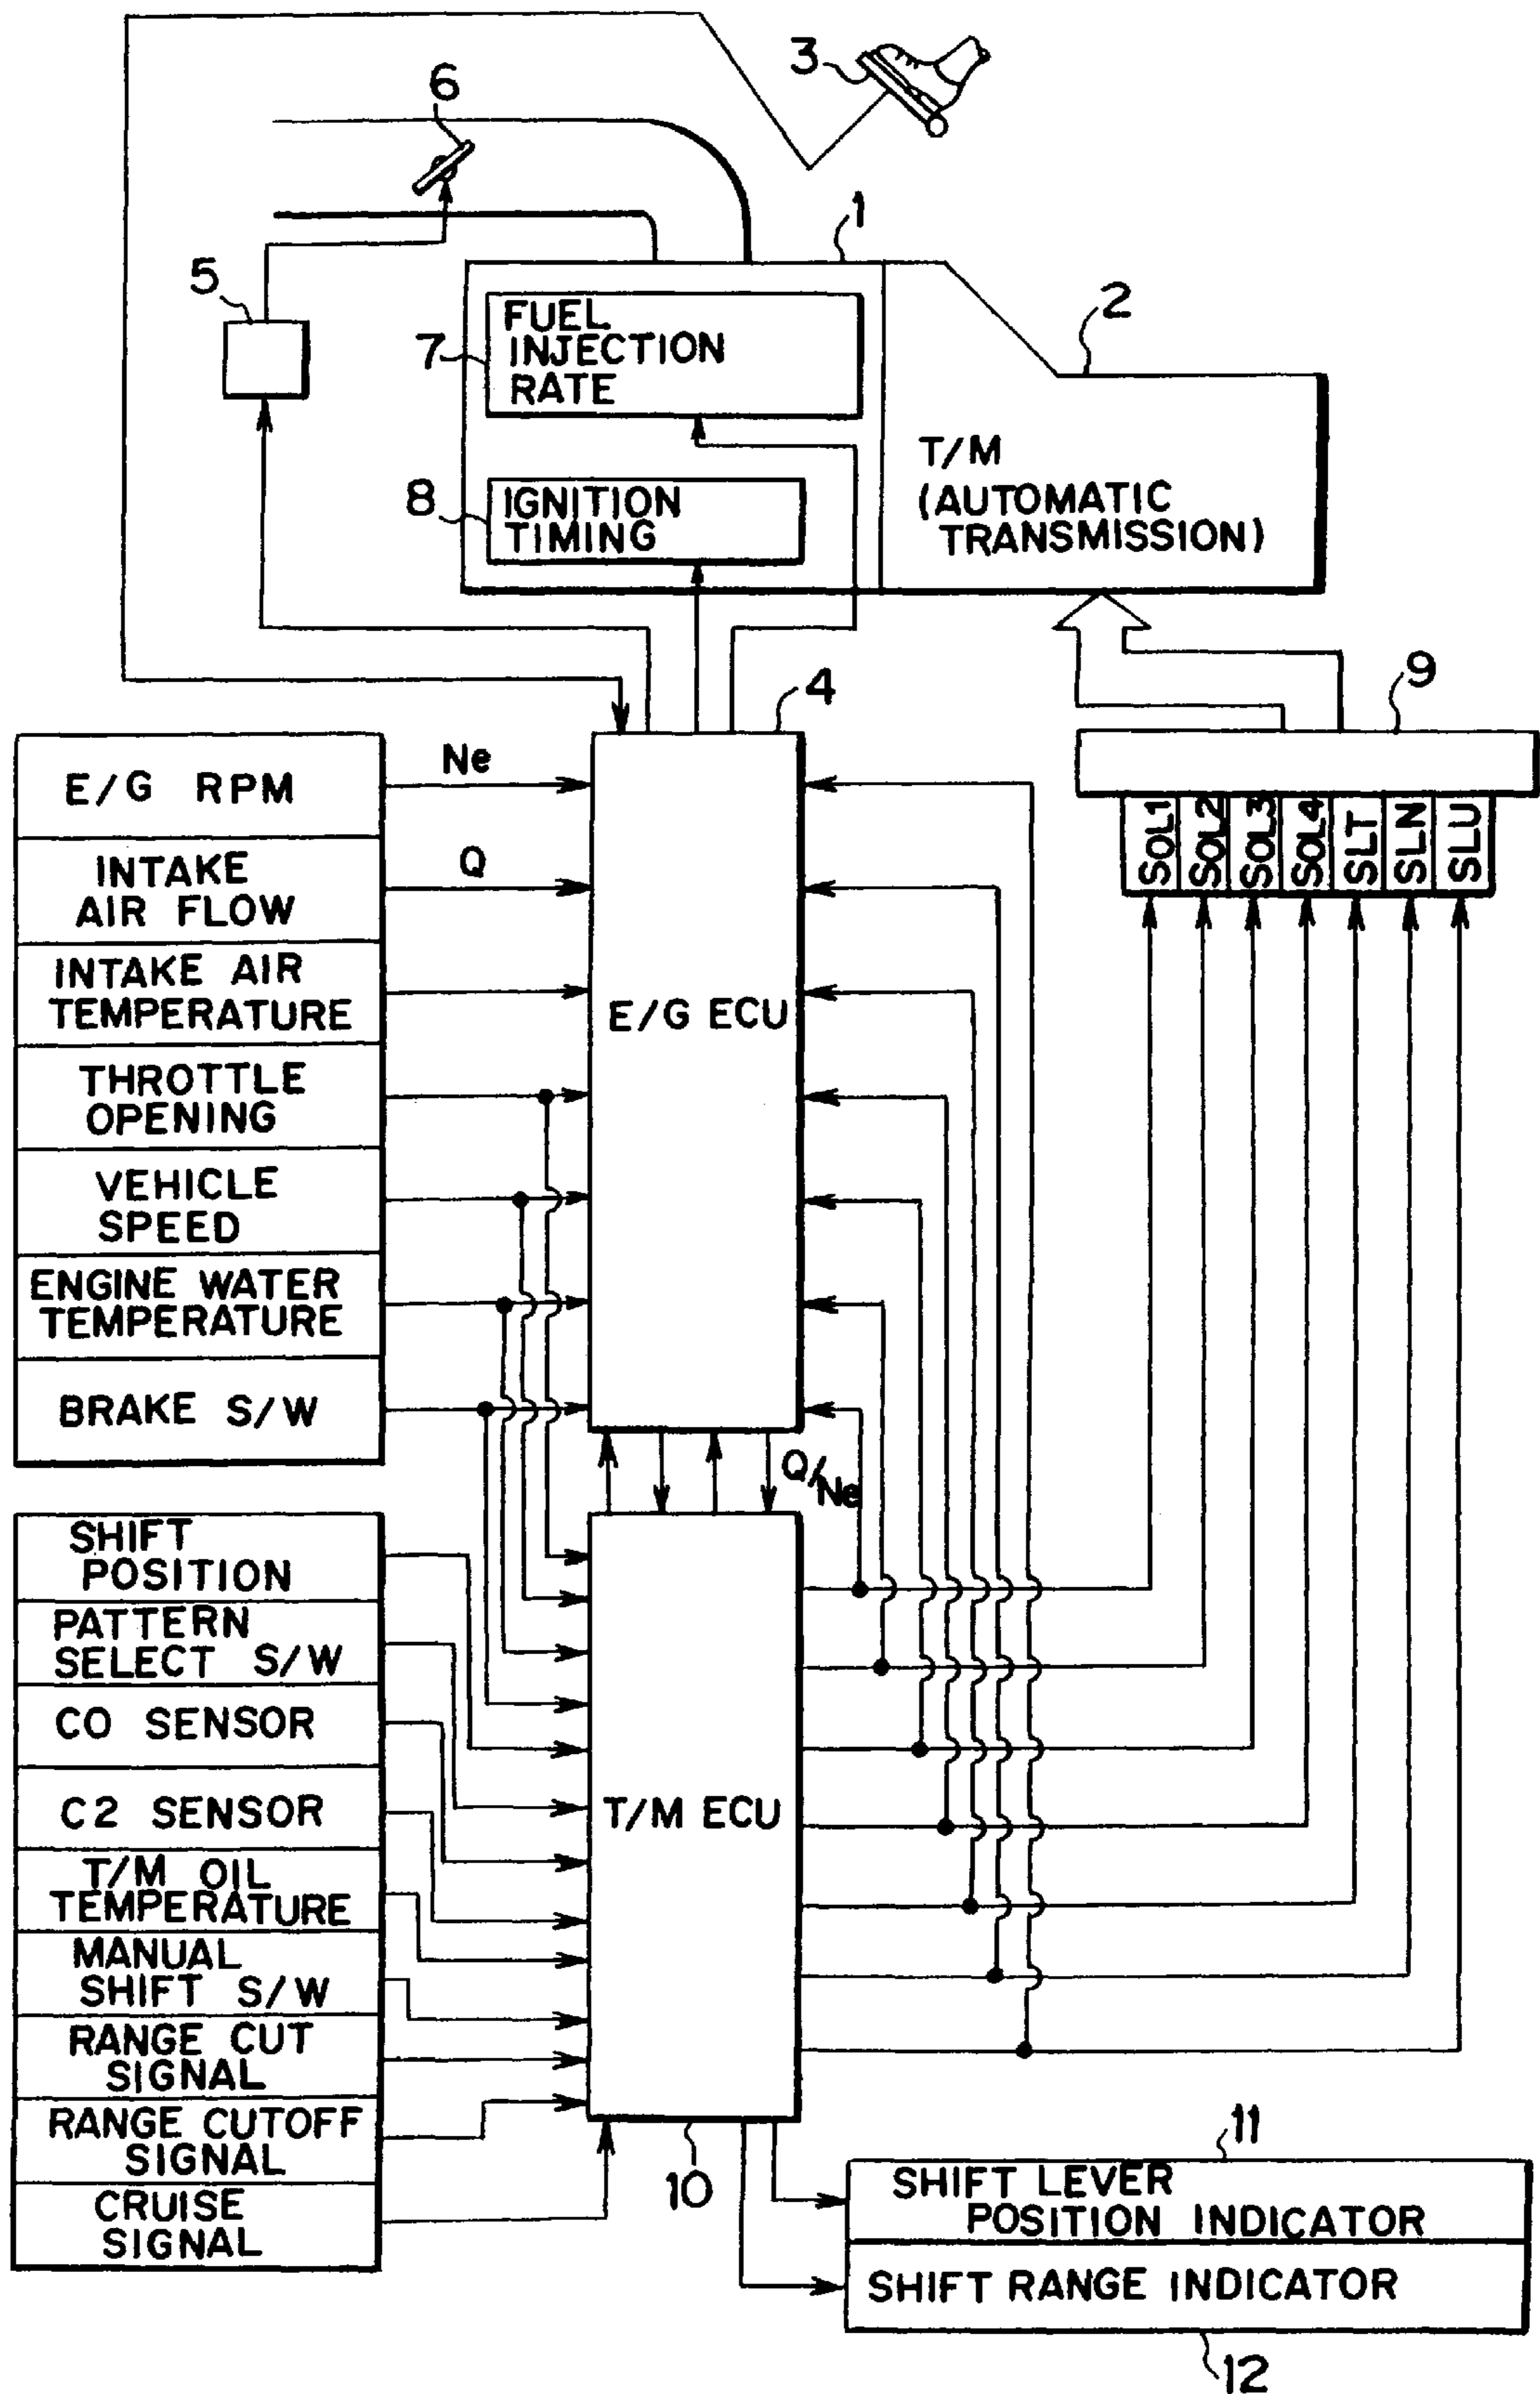 3
6
1
5
2
FUEL
INJECTION
RATE
7
T/M
(AUTOMATIC
TRANSMISSION)
8
IGNITION
TIMING
9
4
E/G RPM
Ne
INTAKE
AIR FLOW
Q
INTAKE AIR
TEMPERATURE
THROTTLE
OPENING
VEHICLE
SPEED
ENGINE WATER
TEMPERATURE
BRAKE S/W
E/G ECU
SOL1
SOL2
SOL3
SOL4
SLT
SLN
SLU
Q/Ne
SHIFT
POSITION
PATTERN
SELECT S/W
CO SENSOR
C2 SENSOR
T/M OIL
TEMPERATURE
MANUAL
SHIFT S/W
RANGE CUT
SIGNAL
RANGE CUTOFF
SIGNAL
CRUISE
SIGNAL
T/M ECU
10
11
SHIFT LEVER
POSITION INDICATOR
SHIFT RANGE INDICATOR
12